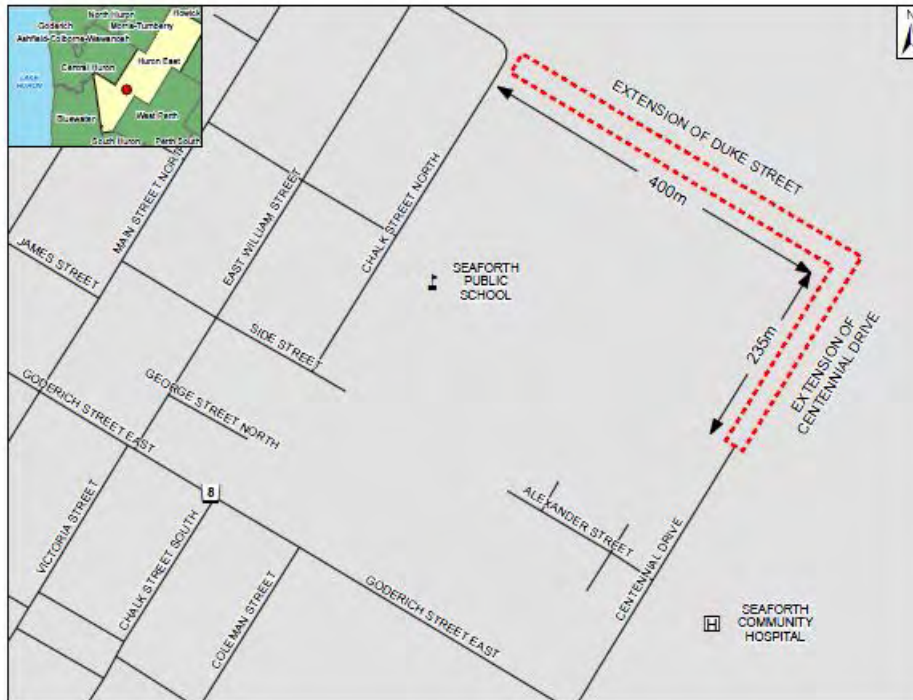 North Huron
Howick
Goderich
Morris-Turnberry
Ashfield-Colborne-Wawanosh
Central Huron
Huron East
LAKE
HURON
Bluewater
West Perth
South Huron
Perth South
N
EXTENSION OF DUKE STREET
400m
235m
EXTENSION OF
CENTENNIAL DRIVE
MAIN STREET NORTH
EAST WILLIAM STREET
CHALK STREET NORTH
JAMES STREET
SEAFORTH
PUBLIC
SCHOOL
SIDE STREET
GEORGE STREET NORTH
GODERICH STREET EAST
8
VICTORIA STREET
CHALK STREET SOUTH
COLEMAN STREET
GODERICH STREET EAST
ALEXANDER STREET
CENTENNIAL DRIVE
H
SEAFORTH
COMMUNITY
HOSPITAL